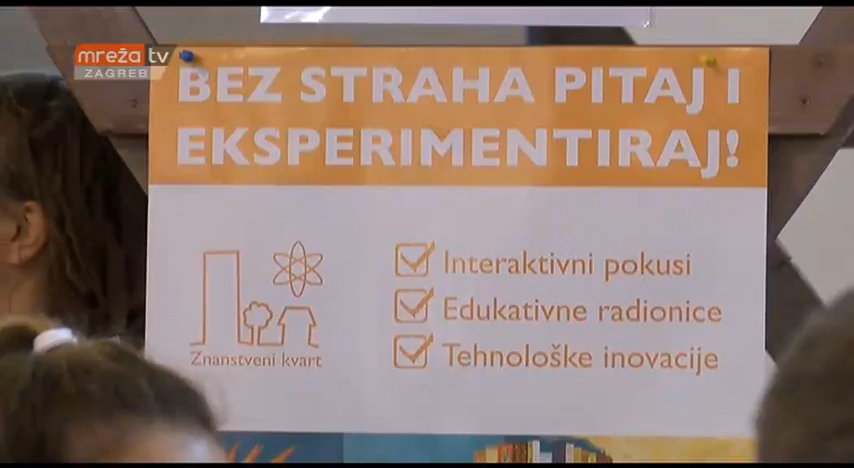 mreža tv
ZAGREB
BEZ STRAHA PITAJ I
EKSPERIMENTIRAJ!
Interaktivni pokusi
Edukativne radionice
Tehnološke inovacije
Znanstveni kvart